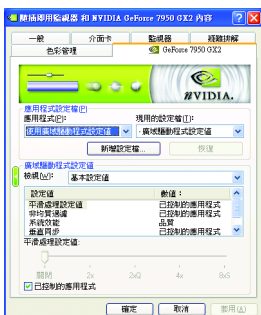 隨插即用監視器 和 NVIDIA GeForce 7950 GX2 內容
一般 介面卡 監視器 疑難排解
色彩管理 GeForce 7950 GX2
NVIDIA.
應用程式設定檔(P)
應用程式(P): 現用的設定檔(I):
使用廣域驅動程式設定值 - 廣域驅動程式設定值
新增設定檔... 恢復
廣域驅動程式設定值
檢視(W): 基本設定值
設定值 數值：
平滑處理設定 已控制的應用程式
非均質過濾 已控制的應用程式
系統效能 品質
垂直同步 已控制的應用程式
平滑處理設定值:
關閉 2x 2xQ 4x 8xS
已控制的應用程式
確定 取消 套用(A)